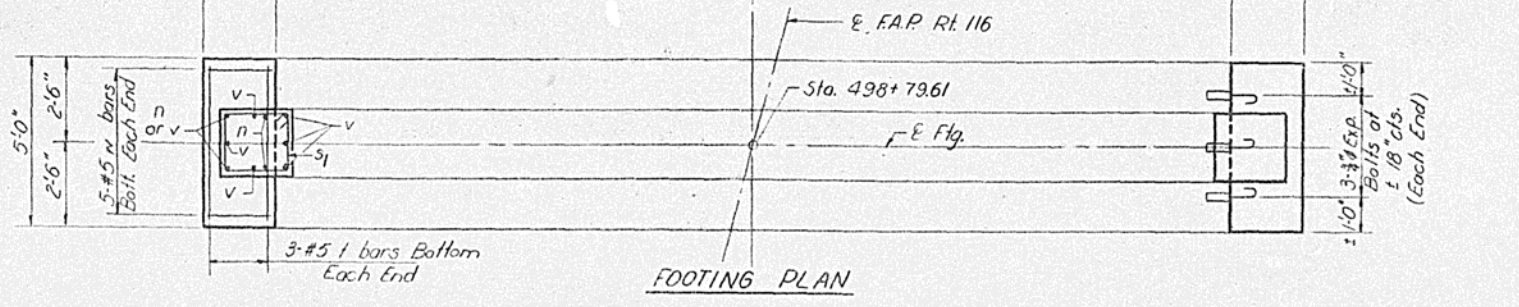 ℄ F.A.P. Rt. 116
Sta. 498+79.61
℄ Ftg.
5'0"
2'6"
2'6"
5-#5 w bars
Bott. Each End
n
or v
v
n
v
v
v
s1
3-#5 t bars Bottom
Each End
FOOTING PLAN
±1'0"
3-¾"φ Exp.
Bolts at
± 18" cts.
(Each End)
±1'0"